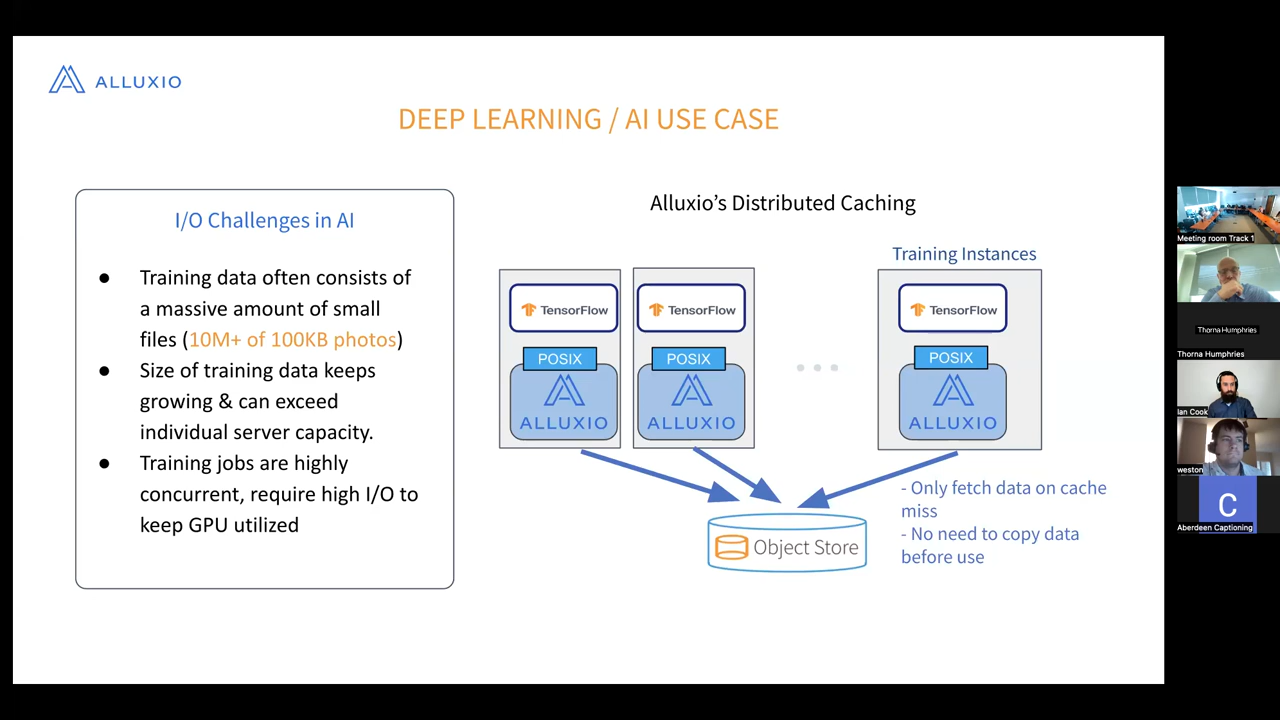 ALLUXIO
DEEP LEARNING / AI USE CASE
I/O Challenges in AI
● Training data often consists of
a massive amount of small
files (10M+ of 100KB photos)
● Size of training data keeps
growing & can exceed
individual server capacity.
● Training jobs are highly
concurrent, require high I/O to
keep GPU utilized
Alluxio's Distributed Caching
Training Instances
TensorFlow
POSIX
ALLUXIO
TensorFlow
POSIX
ALLUXIO
TensorFlow
POSIX
ALLUXIO
Object Store
- Only fetch data on cache
miss
- No need to copy data
before use
Meeting room Track 1
Thorna Humphries
Thorna Humphries
Ian Cook
weston
C
Aberdeen Captioning